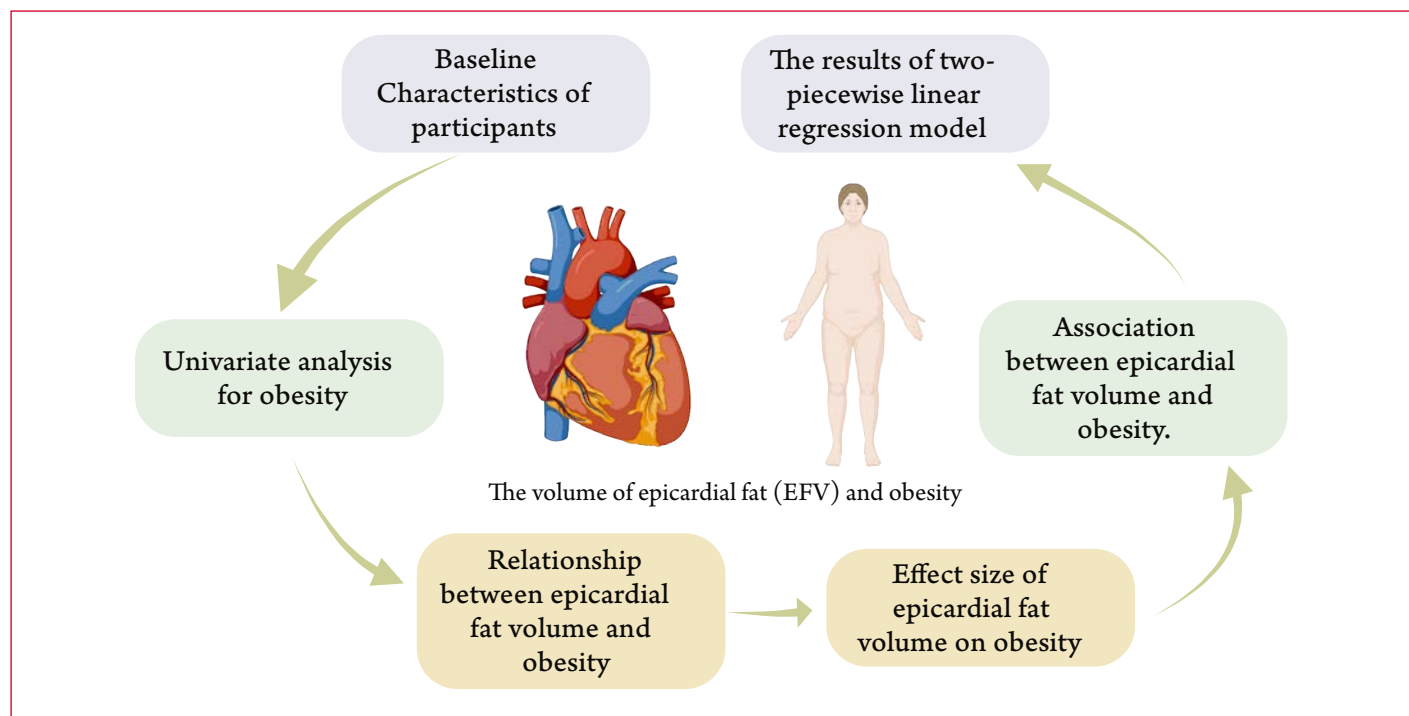 Baseline
Characteristics of
participants
The results of two-
piecewise linear
regression model
Univariate analysis
for obesity
Association
between epicardial
fat volume and
obesity.
The volume of epicardial fat (EFV) and obesity
Relationship
between epicardial
fat volume and
obesity
Effect size of
epicardial fat
volume on obesity